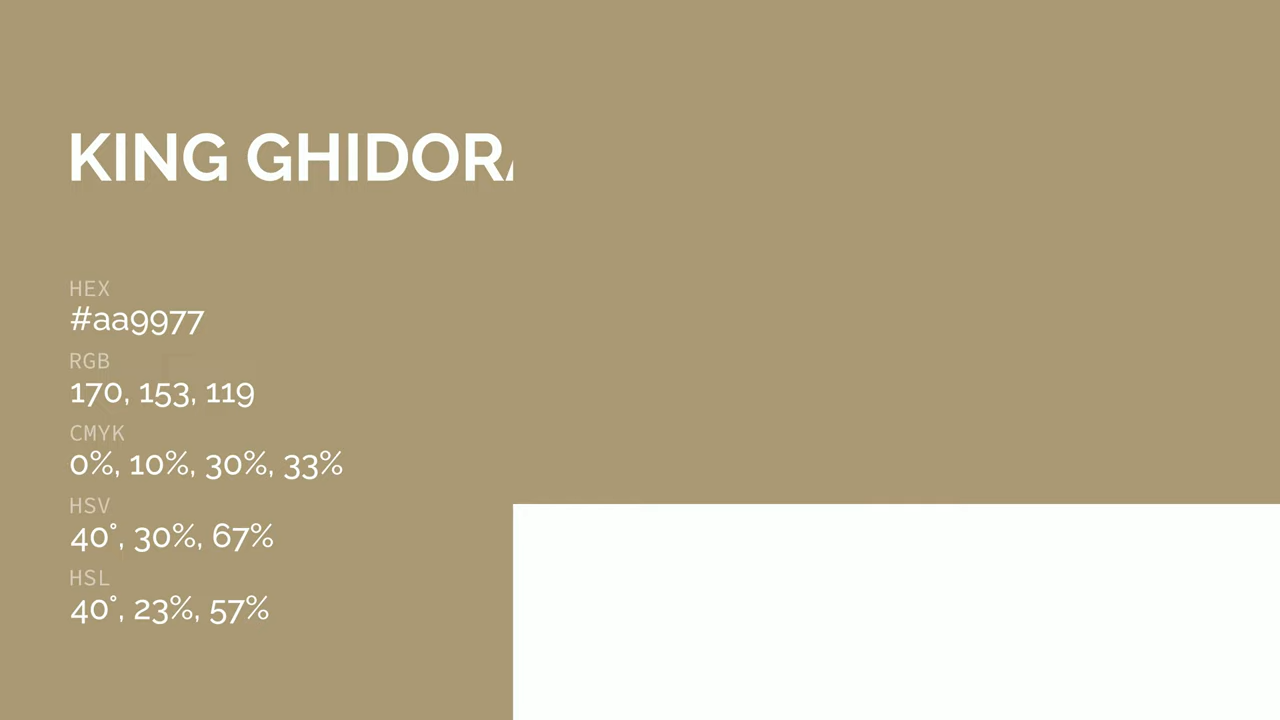 KING GHIDORA
HEX
#aa9977
RGB
170, 153, 119
CMYK
0%, 10%, 30%, 33%
HSV
40°, 30%, 67%
HSL
40°, 23%, 57%